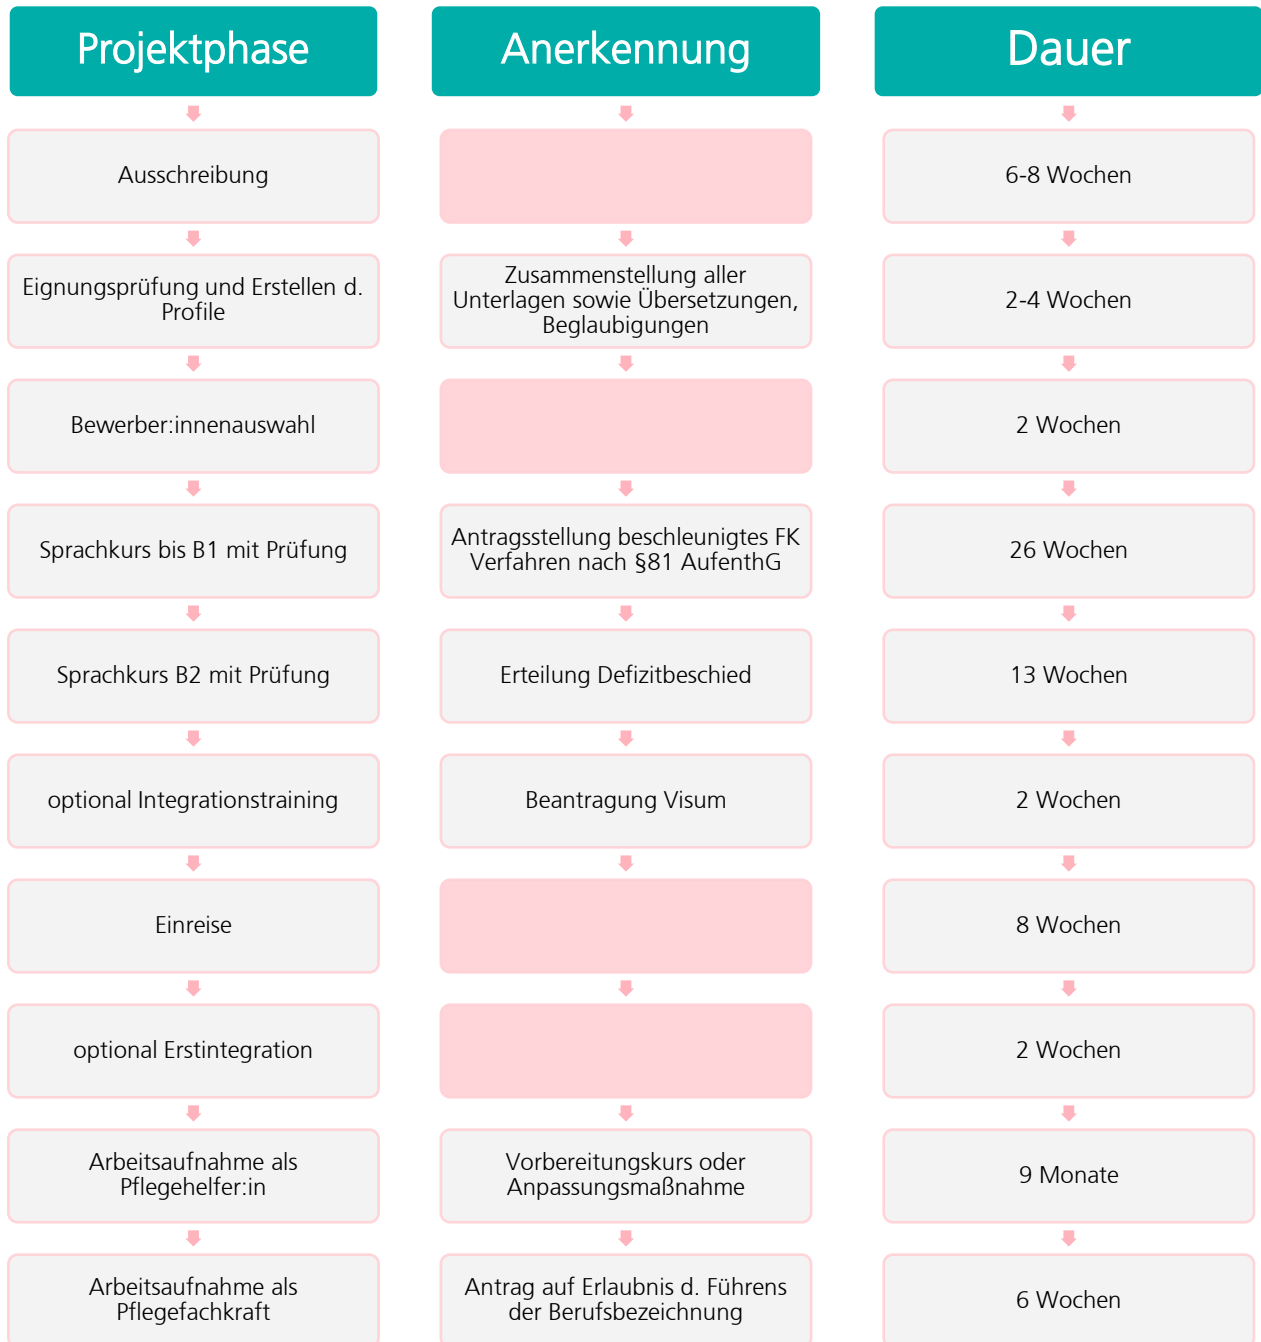 Projektphase
Anerkennung
Dauer
Ausschreibung
6-8 Wochen
Eignungsprüfung und Erstellen d.
Profile
Zusammenstellung aller
Unterlagen sowie Übersetzungen,
Beglaubigungen
2-4 Wochen
Bewerber:innenauswahl
2 Wochen
Sprachkurs bis B1 mit Prüfung
Antragsstellung beschleunigtes FK
Verfahren nach §81 AufenthG
26 Wochen
Sprachkurs B2 mit Prüfung
Erteilung Defizitbeschied
13 Wochen
optional Integrationstraining
Beantragung Visum
2 Wochen
Einreise
8 Wochen
optional Erstintegration
2 Wochen
Arbeitsaufnahme als
Pflegehelfer:in
Vorbereitungskurs oder
Anpassungsmaßnahme
9 Monate
Arbeitsaufnahme als
Pflegefachkraft
Antrag auf Erlaubnis d. Führens
der Berufsbezeichnung
6 Wochen